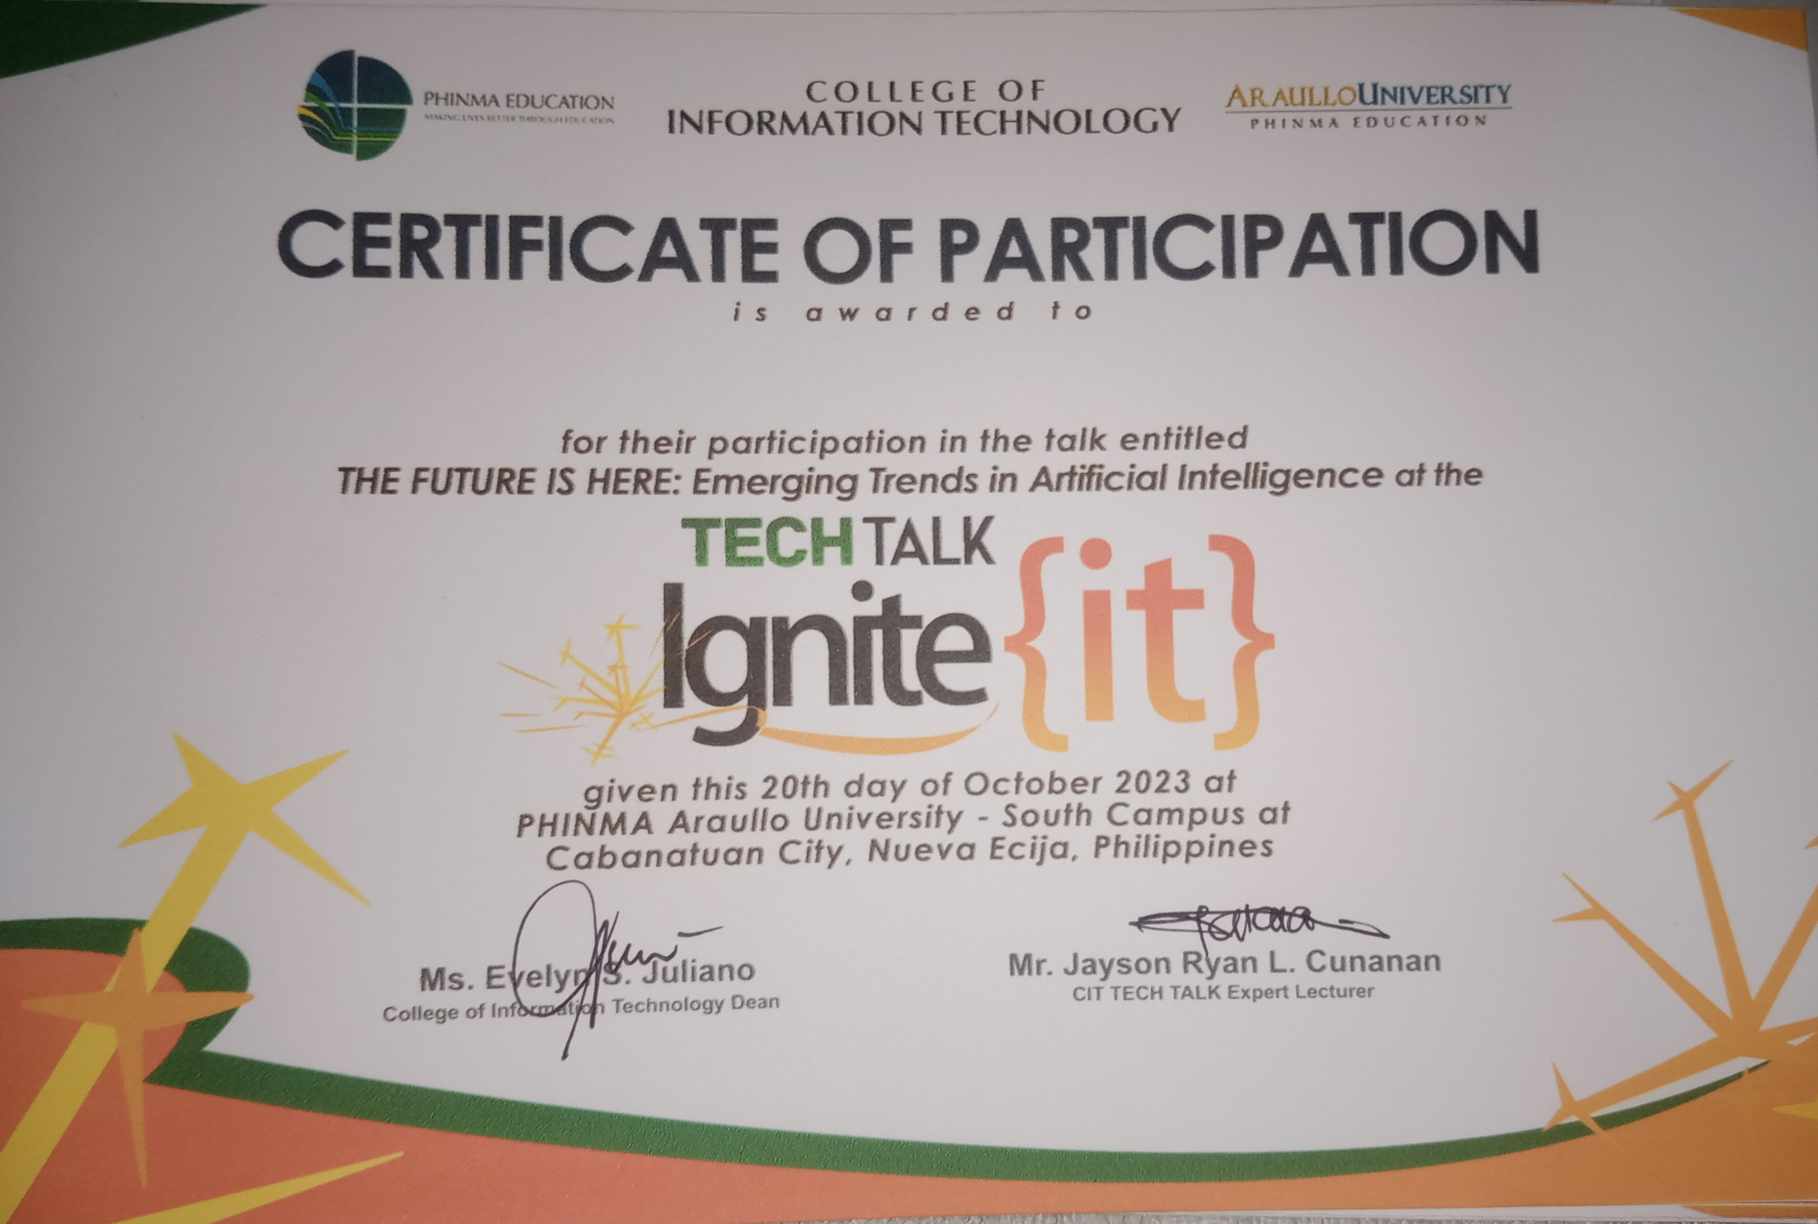 PHINMA EDUCATION
MAKING LIVES BETTER THROUGH EDUCATION
COLLEGE OF
INFORMATION TECHNOLOGY
ARAULLO UNIVERSITY
PHINMA EDUCATION
CERTIFICATE OF PARTICIPATION
is awarded to
for their participation in the talk entitled
THE FUTURE IS HERE: Emerging Trends in Artificial Intelligence at the
TECH TALK
Ignite {it}
given this 20th day of October 2023 at
PHINMA Araullo University - South Campus at
Cabanatuan City, Nueva Ecija, Philippines
Ms. Evelyn S. Juliano
College of Information Technology Dean
Mr. Jayson Ryan L. Cunanan
CIT TECH TALK Expert Lecturer